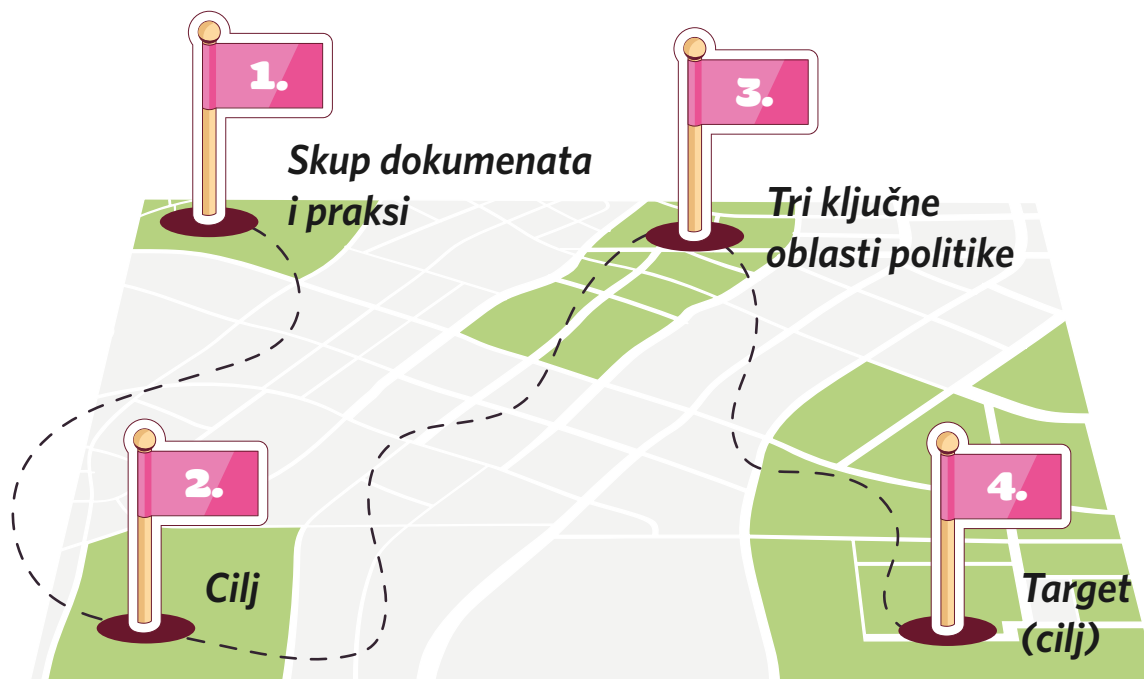 1.
Skup dokumenata
i praksi
2.
Cilj
3.
Tri ključne
oblasti politike
4.
Target
(cilj)